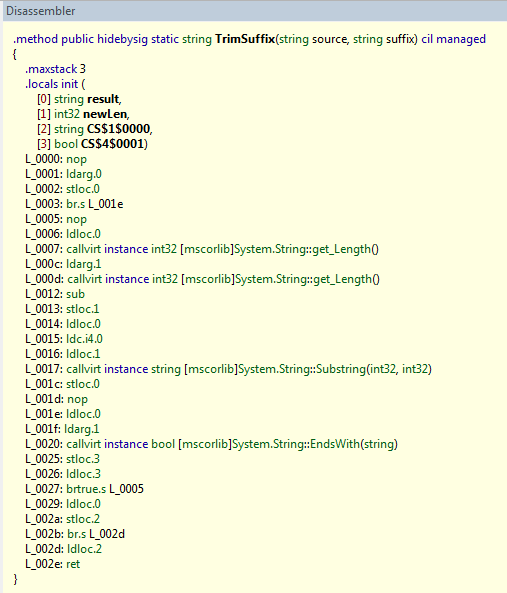 Disassembler
.method public hidebysig static string TrimSuffix(string source, string suffix) cil managed
{
.maxstack 3
.locals init (
[0] string result,
[1] int32 newLen,
[2] string CS$1$0000,
[3] bool CS$4$0001)
L_0000: nop
L_0001: ldarg.0
L_0002: stloc.0
L_0003: br.s L_001e
L_0005: nop
L_0006: ldloc.0
L_0007: callvirt instance int32 [mscorlib]System.String::get_Length()
L_000c: ldarg.1
L_000d: callvirt instance int32 [mscorlib]System.String::get_Length()
L_0012: sub
L_0013: stloc.1
L_0014: ldloc.0
L_0015: ldc.i4.0
L_0016: ldloc.1
L_0017: callvirt instance string [mscorlib]System.String::Substring(int32, int32)
L_001c: stloc.0
L_001d: nop
L_001e: ldloc.0
L_001f: ldarg.1
L_0020: callvirt instance bool [mscorlib]System.String::EndsWith(string)
L_0025: stloc.3
L_0026: ldloc.3
L_0027: brtrue.s L_0005
L_0029: ldloc.0
L_002a: stloc.2
L_002b: br.s L_002d
L_002d: ldloc.2
L_002e: ret
}